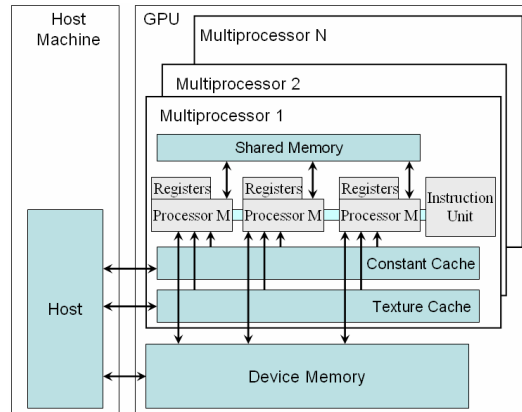 Host
Machine
GPU
Multiprocessor N
Multiprocessor 2
Multiprocessor 1
Shared Memory
Registers
Registers
Registers
Processor M
Processor M
Processor M
Instruction
Unit
Constant Cache
Texture Cache
Host
Device Memory